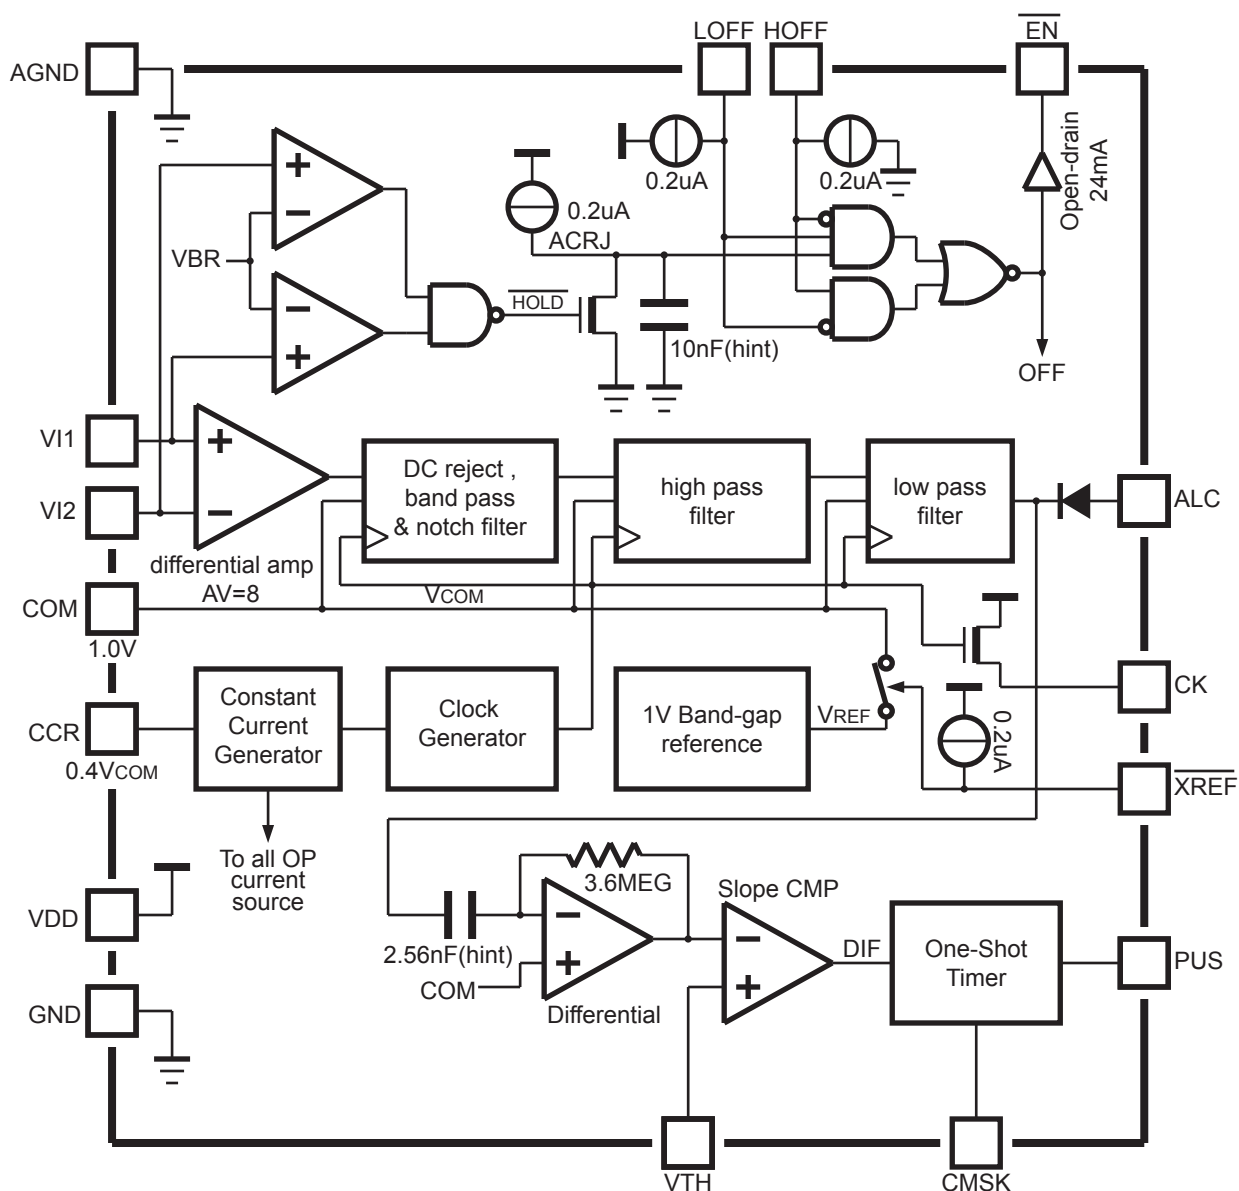 LOFF HOFF
EN
AGND
0.2uA
0.2uA
Open-drain
24mA
+
−
0.2uA
ACRJ
VBR
−
+
HOLD
10nF(hint)
OFF
VI1
VI2
+
−
differential amp
AV=8
DC reject ,
band pass
& notch filter
high pass
filter
low pass
filter
ALC
COM
1.0V
VCOM
CCR
0.4VCOM
Constant
Current
Generator
Clock
Generator
1V Band-gap
reference
VREF
0.2uA
CK
XREF
To all OP
current
source
3.6MEG
Slope CMP
VDD
2.56nF(hint)
COM
−
+
Differential
−
+
DIF
One-Shot
Timer
PUS
GND
VTH
CMSK